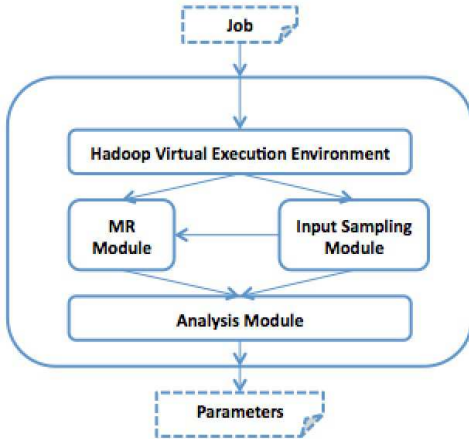 Job
Hadoop Virtual Execution Environment
MR
Module
Input Sampling
Module
Analysis Module
Parameters